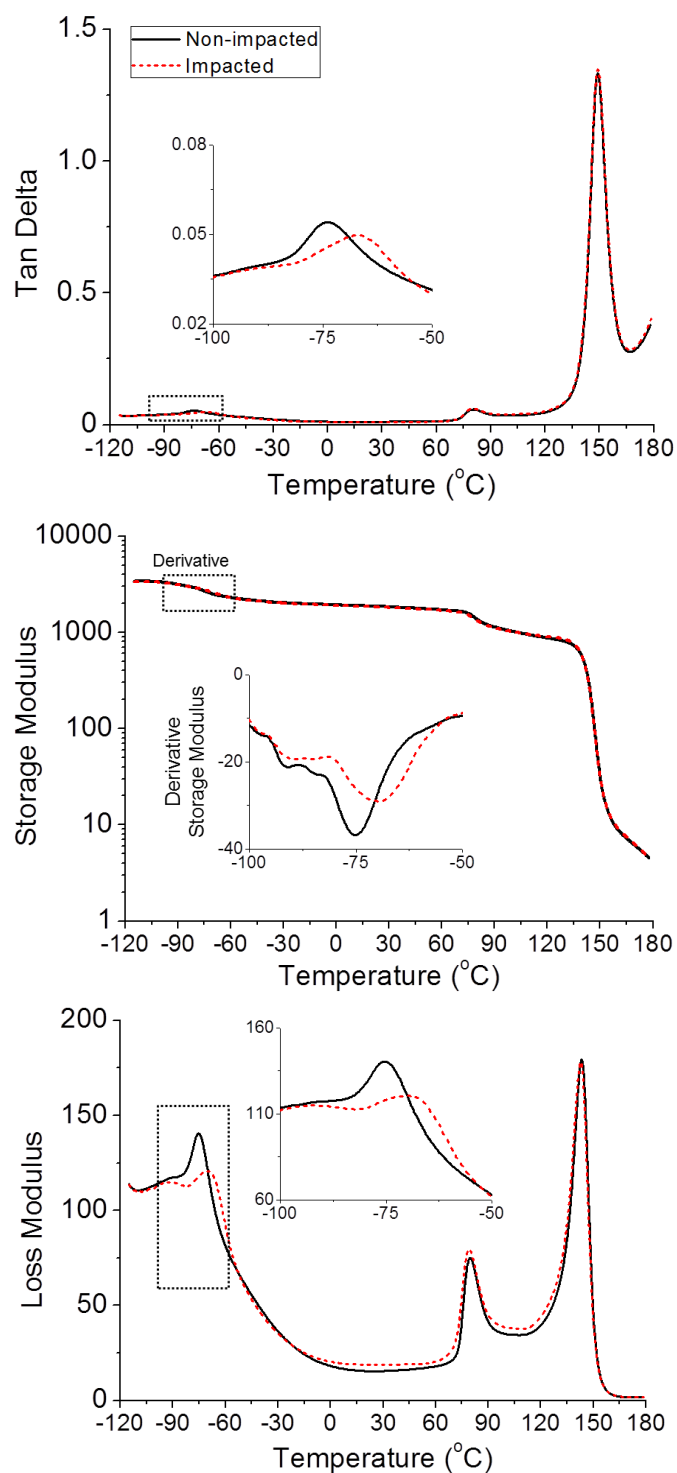 1.5
Non-impacted
Impacted
1.0
0.5
0
Tan Delta
0.08
0.05
0.02
-100 -75 -50
-120 -90 -60 -30 0 30 60 90 120 150 180
Temperature (°C)
10000
1000
100
10
1
Storage Modulus
Derivative
0
-20
-40
Derivative
Storage Modulus
-100 -75 -50
-120 -90 -60 -30 0 30 60 90 120 150 180
Temperature (°C)
200
150
100
50
0
Loss Modulus
160
110
60
-100 -75 -50
-120 -90 -60 -30 0 30 60 90 120 150 180
Temperature (°C)